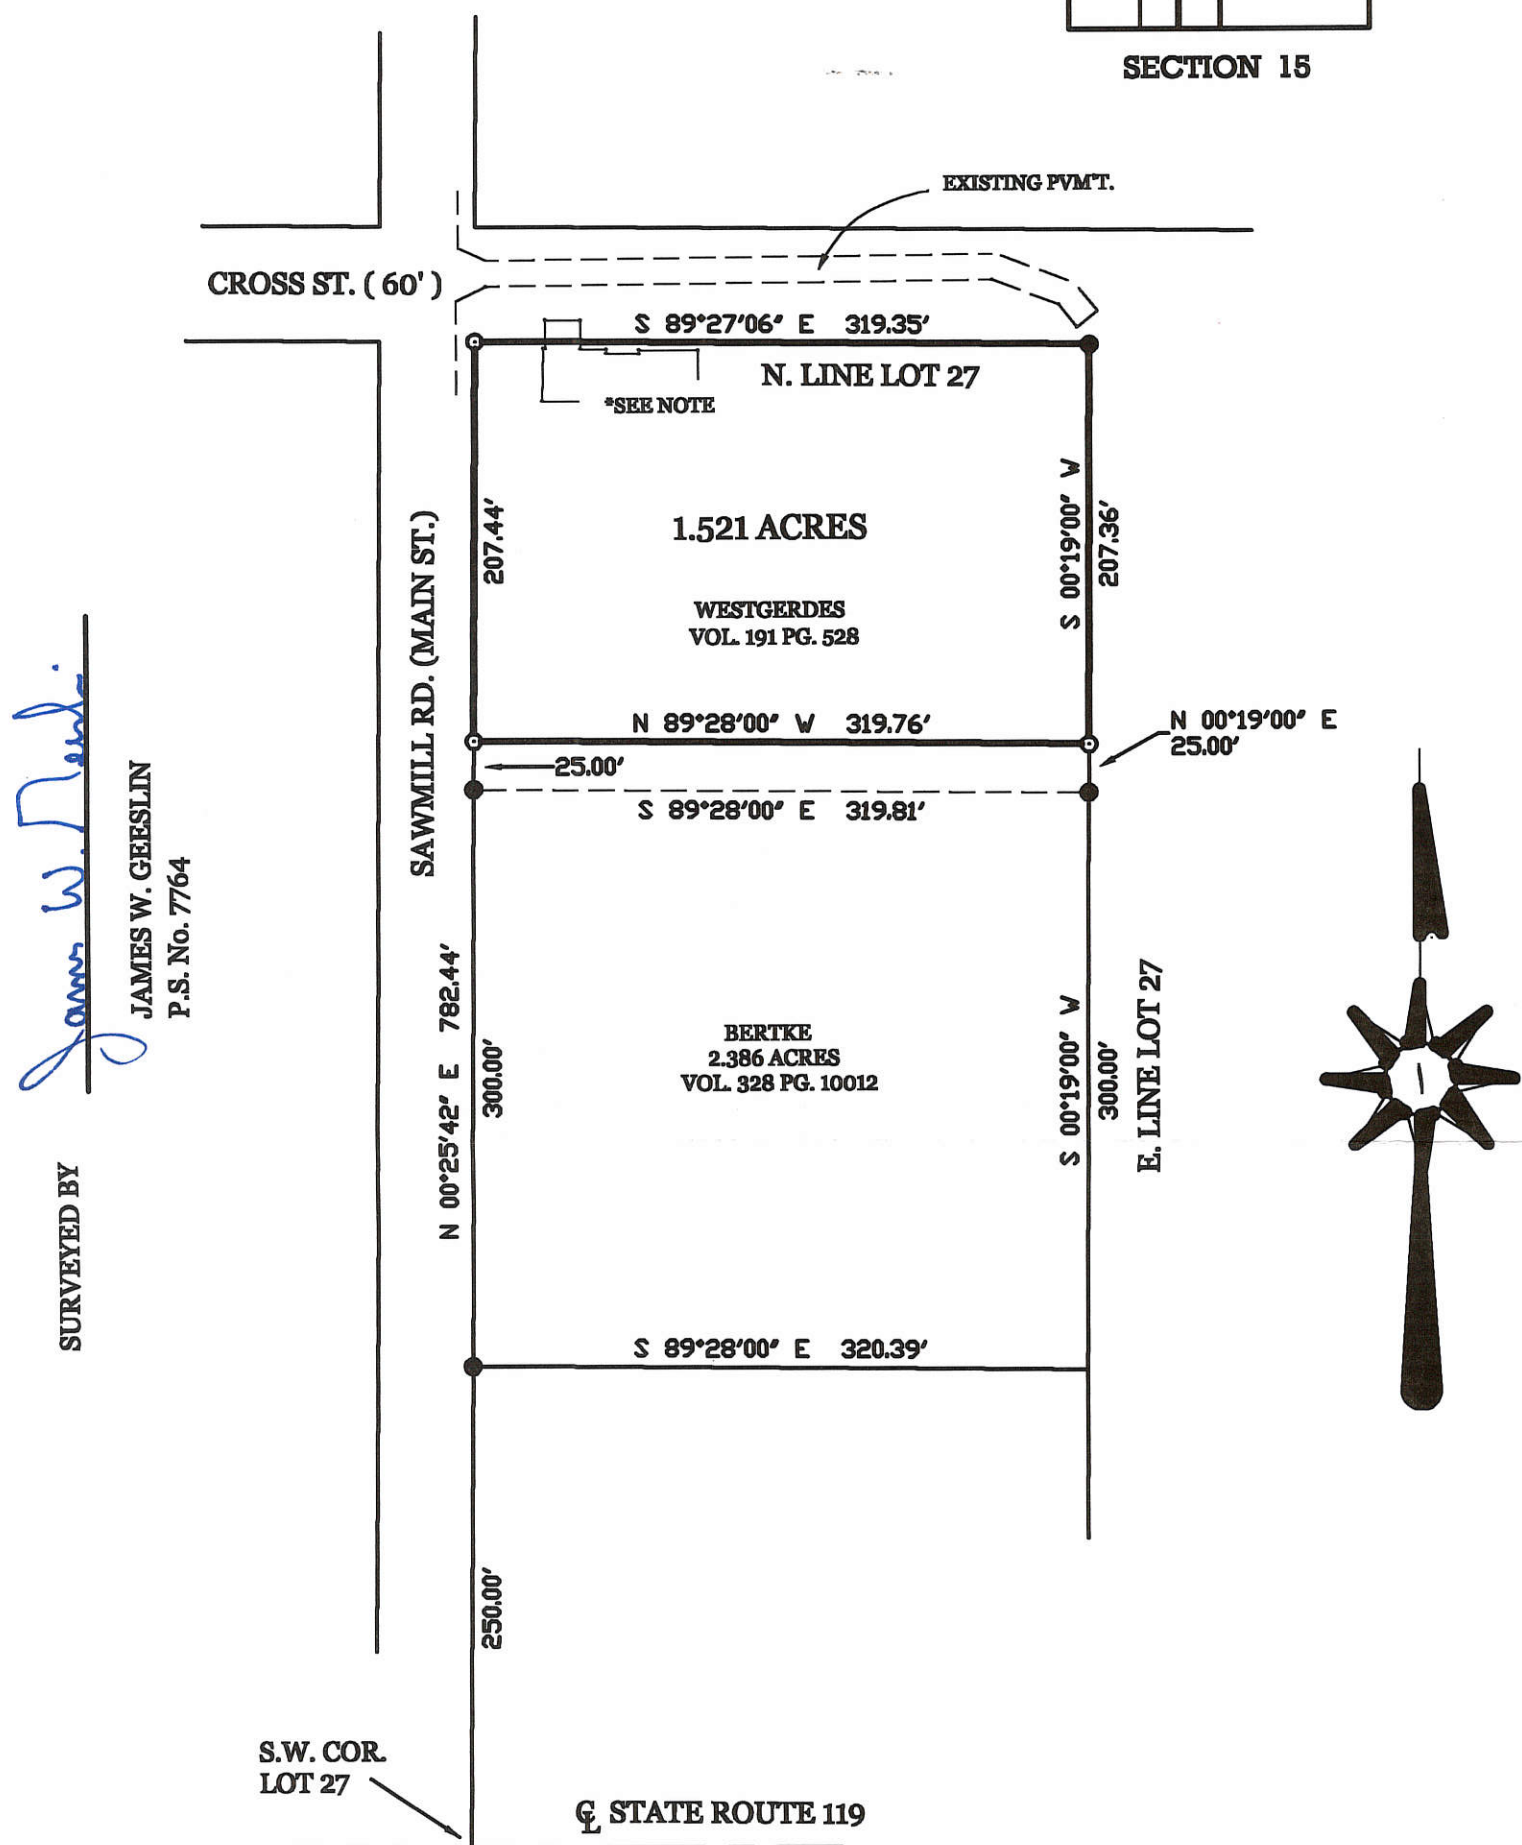 SECTION 15
EXISTING PVM'T.
CROSS ST. ( 60' )
S 89°27'06" E 319.35'
N. LINE LOT 27
*SEE NOTE
207.44'
1.521 ACRES
S 00°19'00" W
207.36'
WESTGERDES
VOL. 191 PG. 528
SAWMILL RD. (MAIN ST.)
N 89°28'00" W 319.76'
N 00°19'00" E
25.00'
25.00'
S 89°28'00" E 319.81'
JAMES W. GEESLIN
P.S. No. 7764
SURVEYED BY
James W. Geeslin
N 00°25'42" E 782.44'
300.00'
BERTKE
2.386 ACRES
VOL. 328 PG. 10012
S 00°19'00" W
300.00'
E. LINE LOT 27
S 89°28'00" E 320.39'
250.00'
S.W. COR.
LOT 27
℄ STATE ROUTE 119